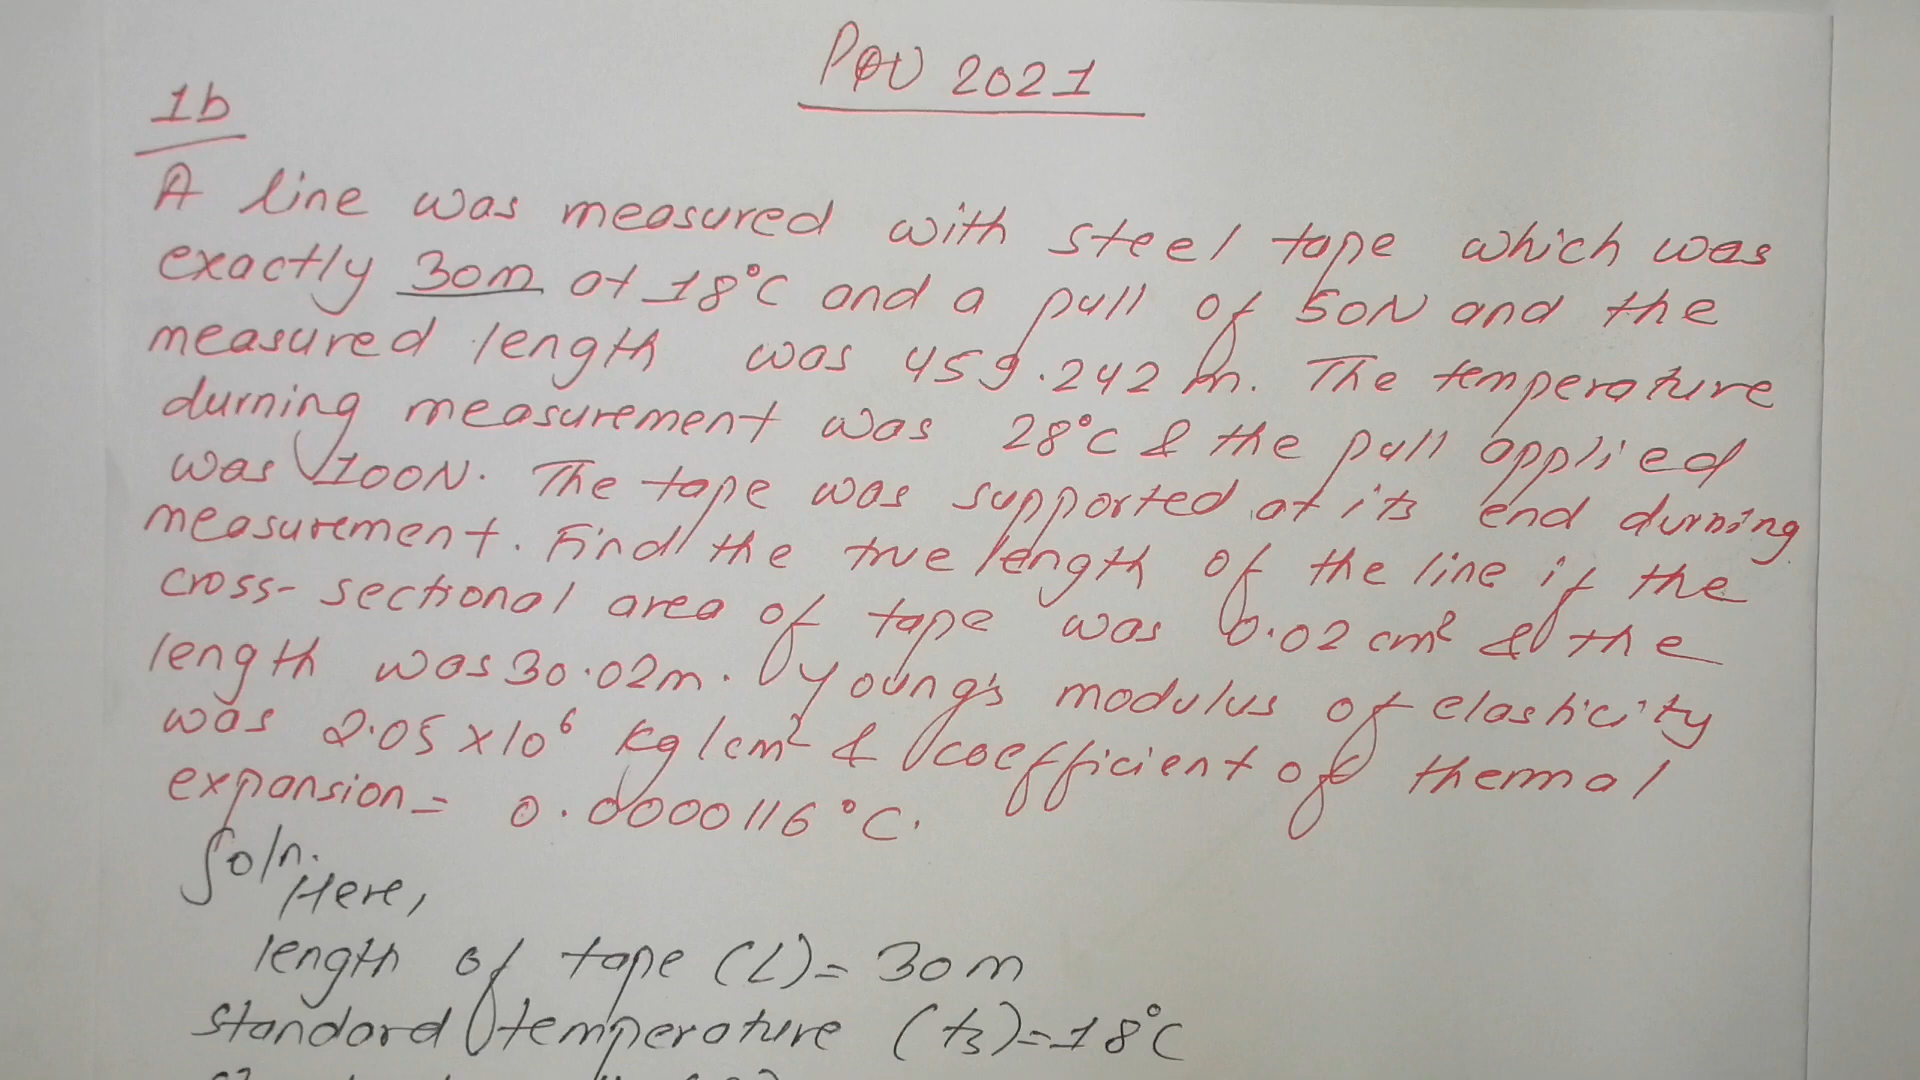 POU 2021
1b
A line was measured with steel tape which was
exactly 30m at 18°C and a pull of 50N and the
measured length was 459.242 m. The temperature
durning measurement was 28°C & the pull applied
was 100N. The tape was supported at its end durning
measurement. Find the true length of the line if the
cross-sectional area of tape was 0.02 cm² & the
length was 30.02m. Young's modulus of elasticity
was 2.05 x 10⁶ kg/cm² & coefficient of thermal
expansion = 0.0000116 °C.
Soln.
Here,
length of tape (L) = 30m
standard temperature (ts) = 18°C